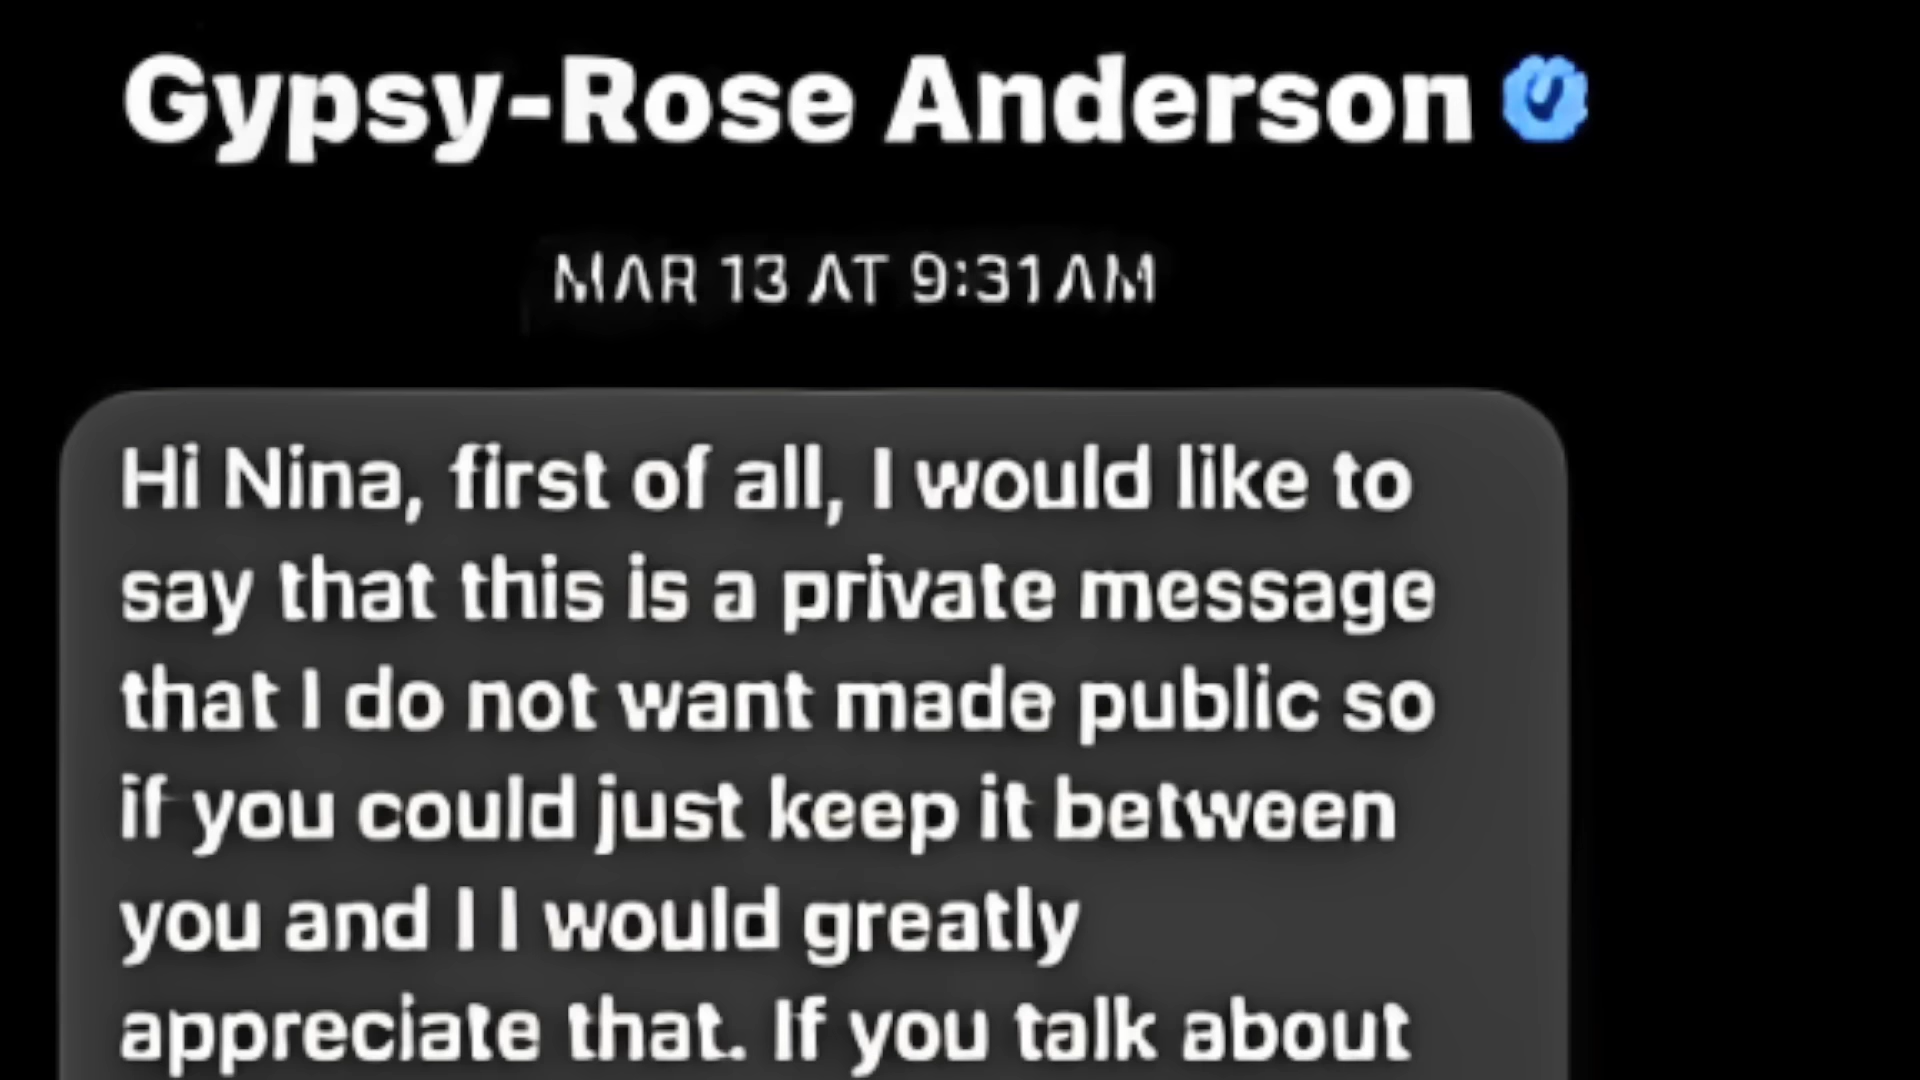 Gypsy-Rose Anderson
MAR 13 AT 9:31 AM
Hi Nina, first of all, I would like to
say that this is a private message
that I do not want made public so
if you could just keep it between
you and I I would greatly
appreciate that. If you talk about